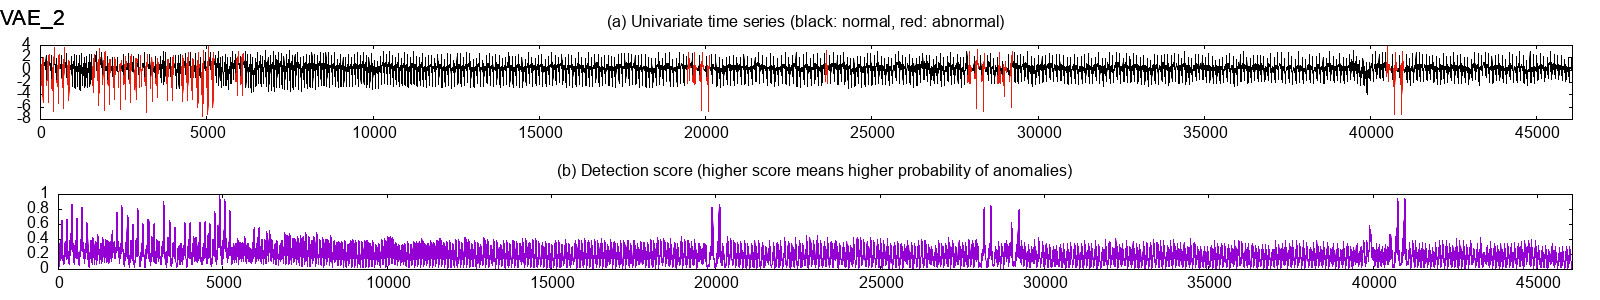 VAE_2
(a) Univariate time series (black: normal, red: abnormal)
4
2
0
-2
-4
-6
-8
0 5000 10000 15000 20000 25000 30000 35000 40000 45000
(b) Detection score (higher score means higher probability of anomalies)
1
0.8
0.6
0.4
0.2
0
0 5000 10000 15000 20000 25000 30000 35000 40000 45000